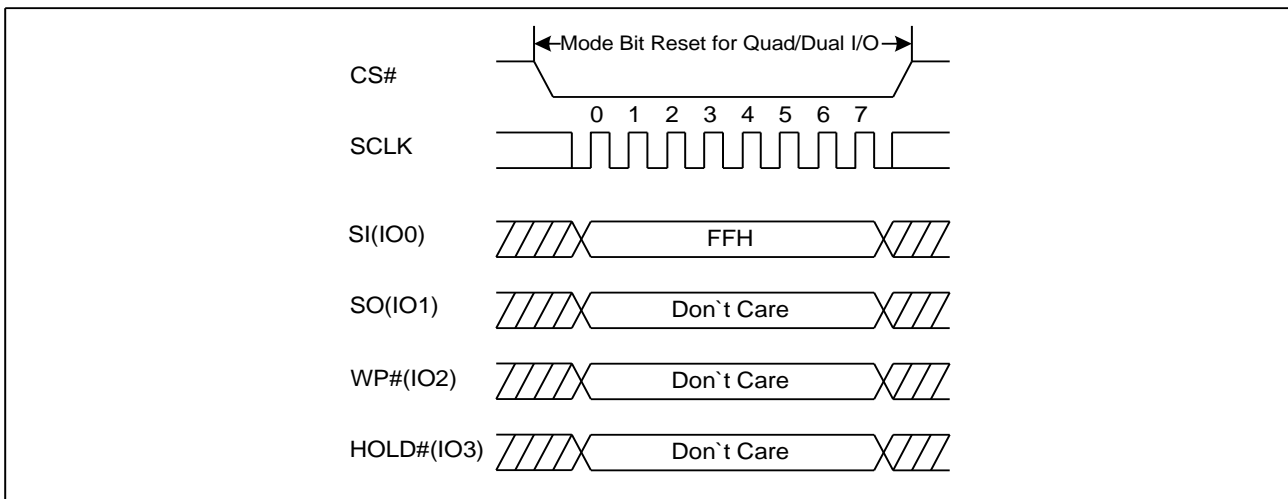 Mode Bit Reset for Quad/Dual I/O
CS#
0 1 2 3 4 5 6 7
SCLK
SI(IO0) FFH
SO(IO1) Don`t Care
WP#(IO2) Don`t Care
HOLD#(IO3) Don`t Care